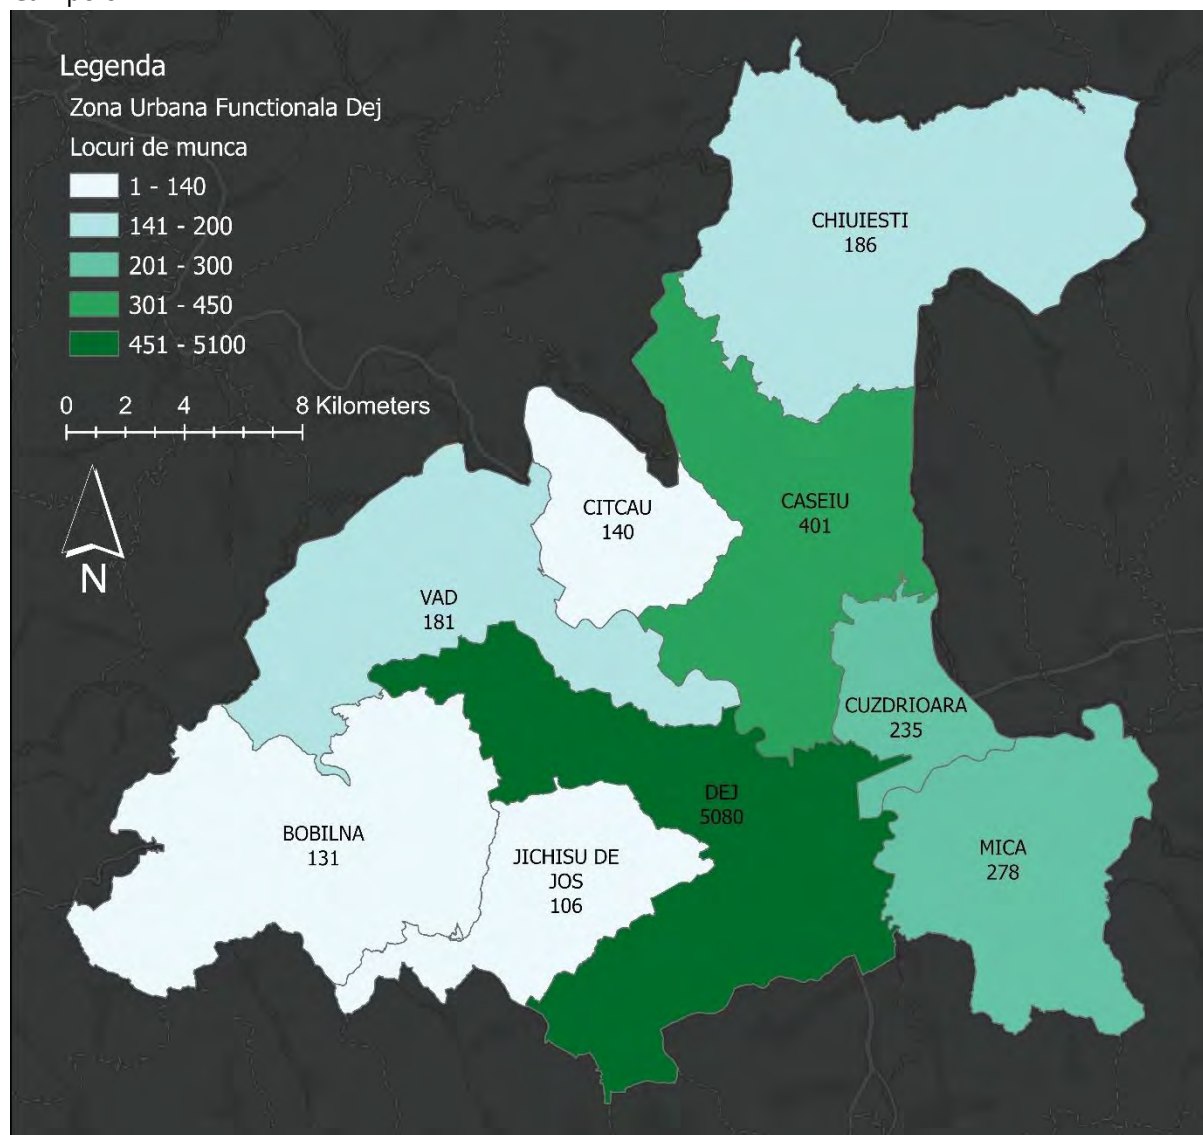 Legenda
Zona Urbana Functionala Dej
Locuri de munca
1 - 140
141 - 200
201 - 300
301 - 450
451 - 5100
0 2 4 8 Kilometers
N
CHIUIESTI
186
CITCAU
140
CASEIU
401
VAD
181
CUZDRIOARA
235
DEJ
5080
BOBILNA
131
JICHISU DE
JOS
106
MICA
278